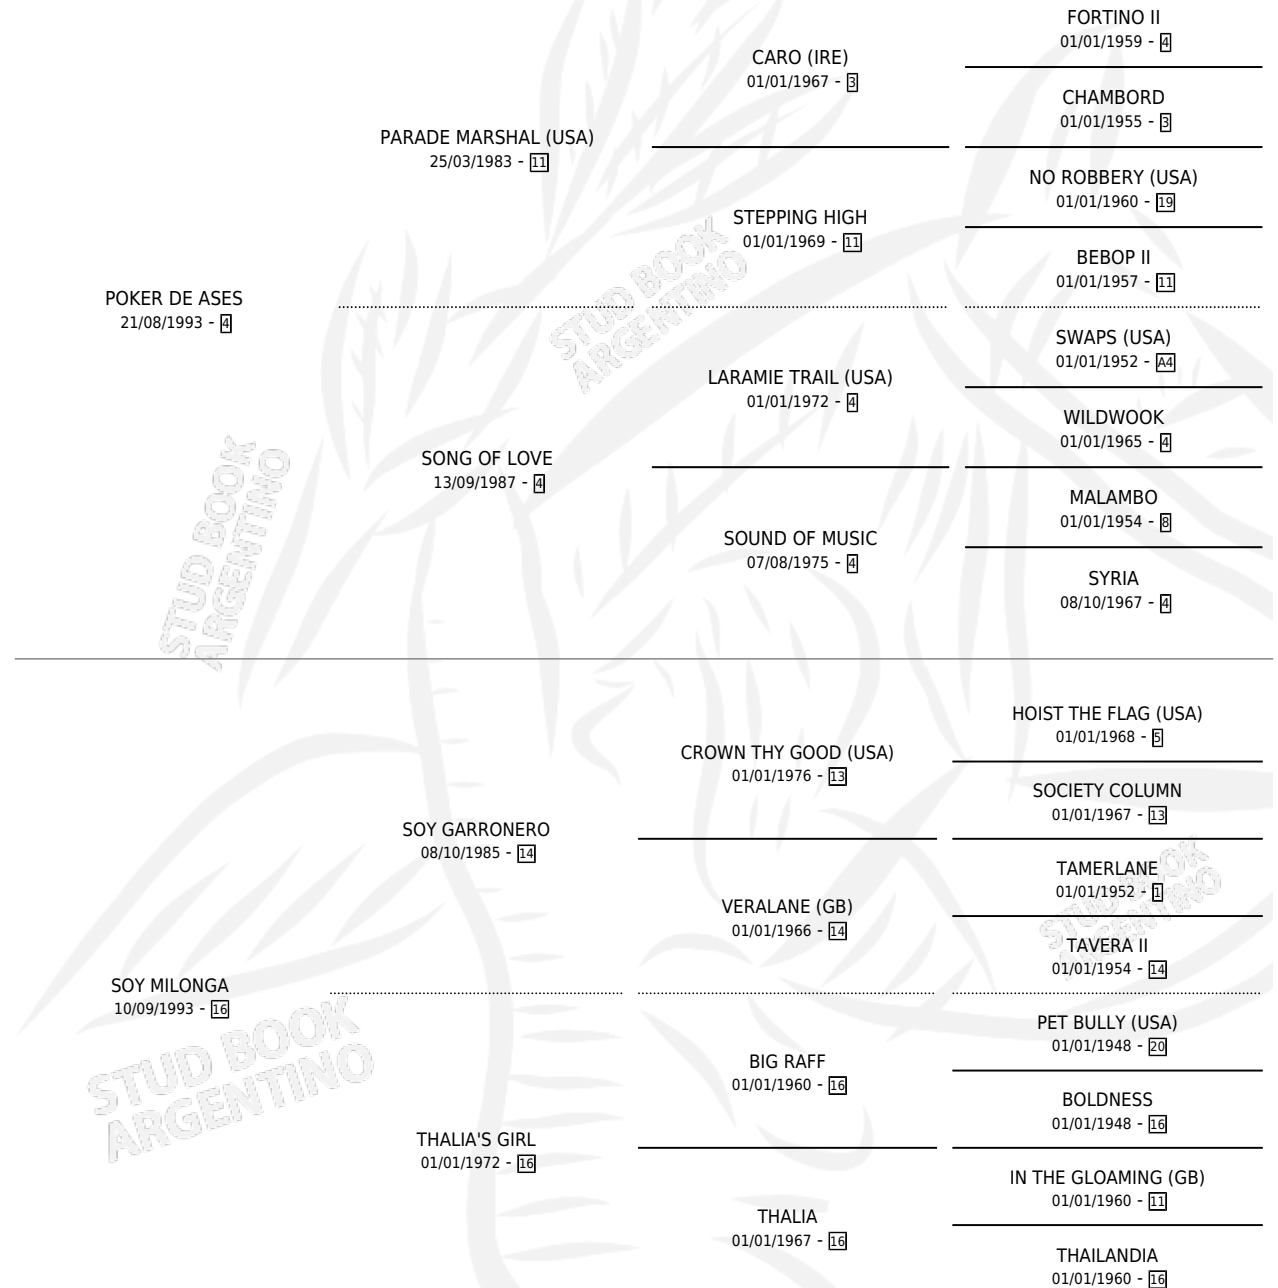 FORTINO II
01/01/1959 - 4
CARO (IRE)
01/01/1967 - 3
CHAMBORD
01/01/1955 - 3
PARADE MARSHAL (USA)
25/03/1983 - 11
NO ROBBERY (USA)
01/01/1960 - 19
STEPPING HIGH
01/01/1969 - 11
BEBOP II
01/01/1957 - 11
POKER DE ASES
21/08/1993 - 4
STUD BOOK
ARGENTINO
SWAPS (USA)
01/01/1952 - A4
LARAMIE TRAIL (USA)
01/01/1972 - 4
WILDWOOK
01/01/1965 - 4
SONG OF LOVE
13/09/1987 - 4
MALAMBO
01/01/1954 - 8
SOUND OF MUSIC
07/08/1975 - 4
SYRIA
08/10/1967 - 4
STUD BOOK
ARGENTINO
HOIST THE FLAG (USA)
01/01/1968 - 5
CROWN THY GOOD (USA)
01/01/1976 - 13
SOCIETY COLUMN
01/01/1967 - 13
SOY GARRONERO
08/10/1985 - 14
TAMERLANE
01/01/1952 - 1
VERALANE (GB)
01/01/1966 - 14
STUD BOOK
ARGENTINO
TAVERA II
01/01/1954 - 14
SOY MILONGA
10/09/1993 - 16
PET BULLY (USA)
01/01/1948 - 20
BIG RAFF
01/01/1960 - 16
STUD BOOK
ARGENTINO
BOLDNESS
01/01/1948 - 16
THALIA'S GIRL
01/01/1972 - 16
IN THE GLOAMING (GB)
01/01/1960 - 11
THALIA
01/01/1967 - 16
THAILANDIA
01/01/1960 - 16